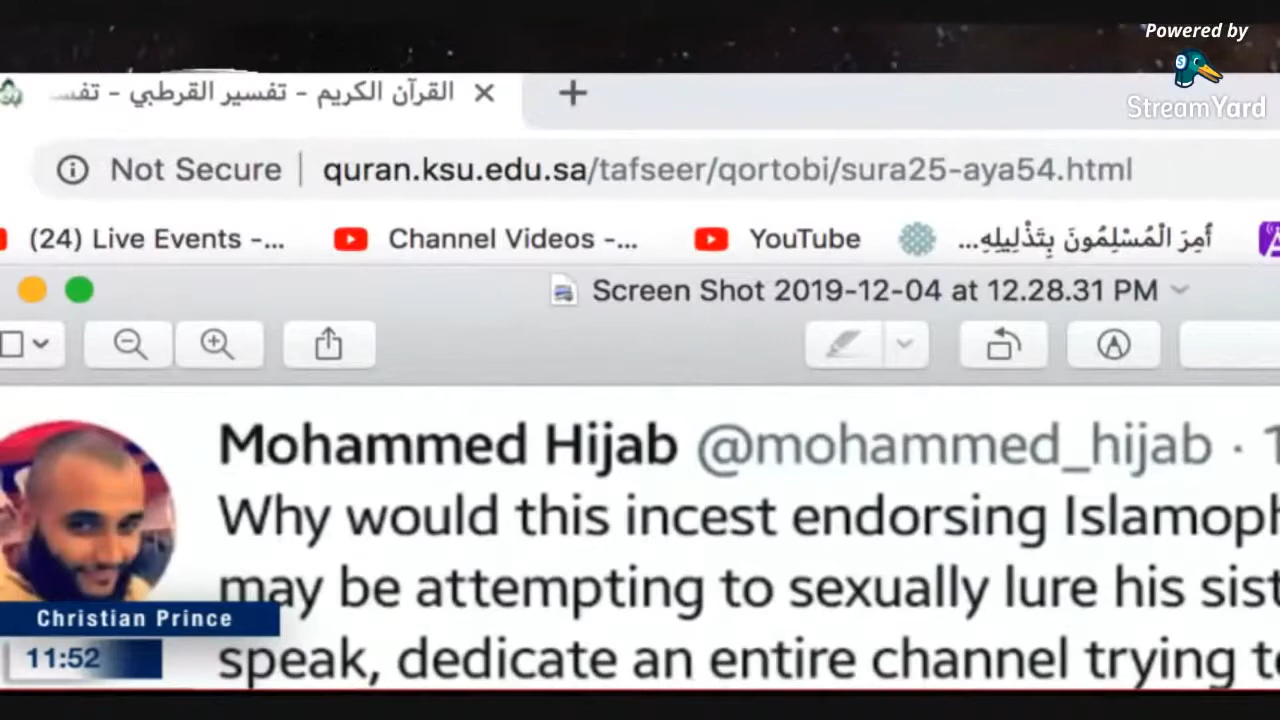 Powered by
StreamYard
القرآن الكريم - تفسير القرطبي - تفس
Not Secure
quran.ksu.edu.sa/tafseer/qortobi/sura25-aya54.html
(24) Live Events -...
Channel Videos -...
YouTube
أَمِرَ الْمُسْلِمُونَ بِتَذْلِيلِهِ...
Screen Shot 2019-12-04 at 12.28.31 PM
Mohammed Hijab @mohammed_hijab ·
Why would this incest endorsing Islamoph
may be attempting to sexually lure his sist
speak, dedicate an entire channel trying to
Christian Prince
11:52